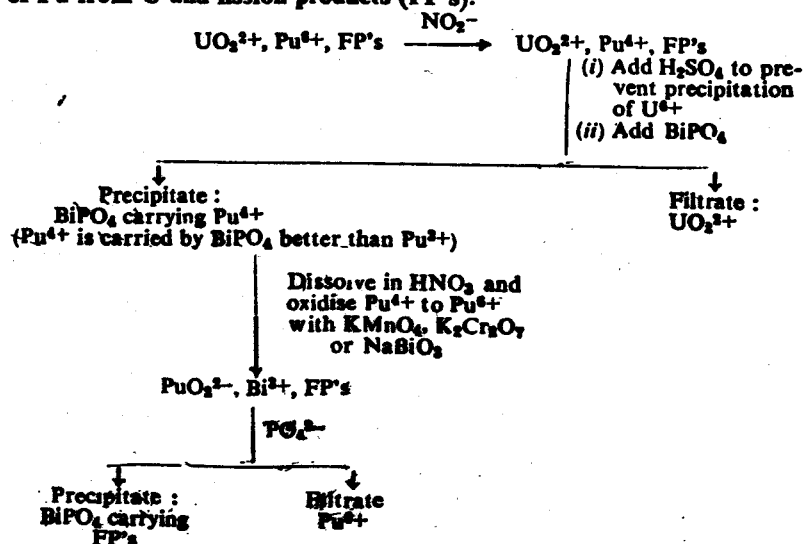 of Pu from U and fission products (FP's).
NO₂⁻
UO₂²⁺, Pu⁶⁺, FP's
UO₂²⁺, Pu⁴⁺, FP's
(i) Add H₂SO₄ to pre-
vent precipitation
of U⁶⁺
(ii) Add BiPO₄
Precipitate :
BiPO₄ carrying Pu⁴⁺
(Pu⁴⁺ is carried by BiPO₄ better than Pu³⁺)
Filtrate :
UO₂²⁺
Dissolve in HNO₃ and
oxidise Pu⁴⁺ to Pu⁶⁺
with KMnO₄, K₂Cr₂O₇
or NaBiO₃
PuO₂²⁻, Bi³⁺, FP's
PO₄³⁻
Precipitate :
BiPO₄ carrying
FP's
Filtrate
Pu⁶⁺